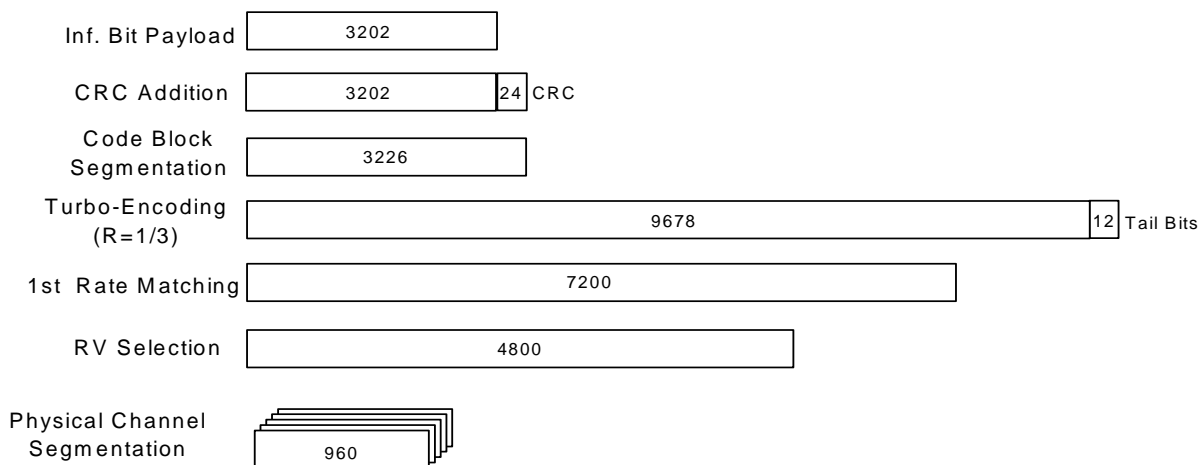 Inf. Bit Payload 3202
CRC Addition 3202 24 CRC
Code Block
Segmentation 3226
Turbo-Encoding
(R=1/3) 9678 12 Tail Bits
1st Rate Matching 7200
RV Selection 4800
Physical Channel
Segmentation 960